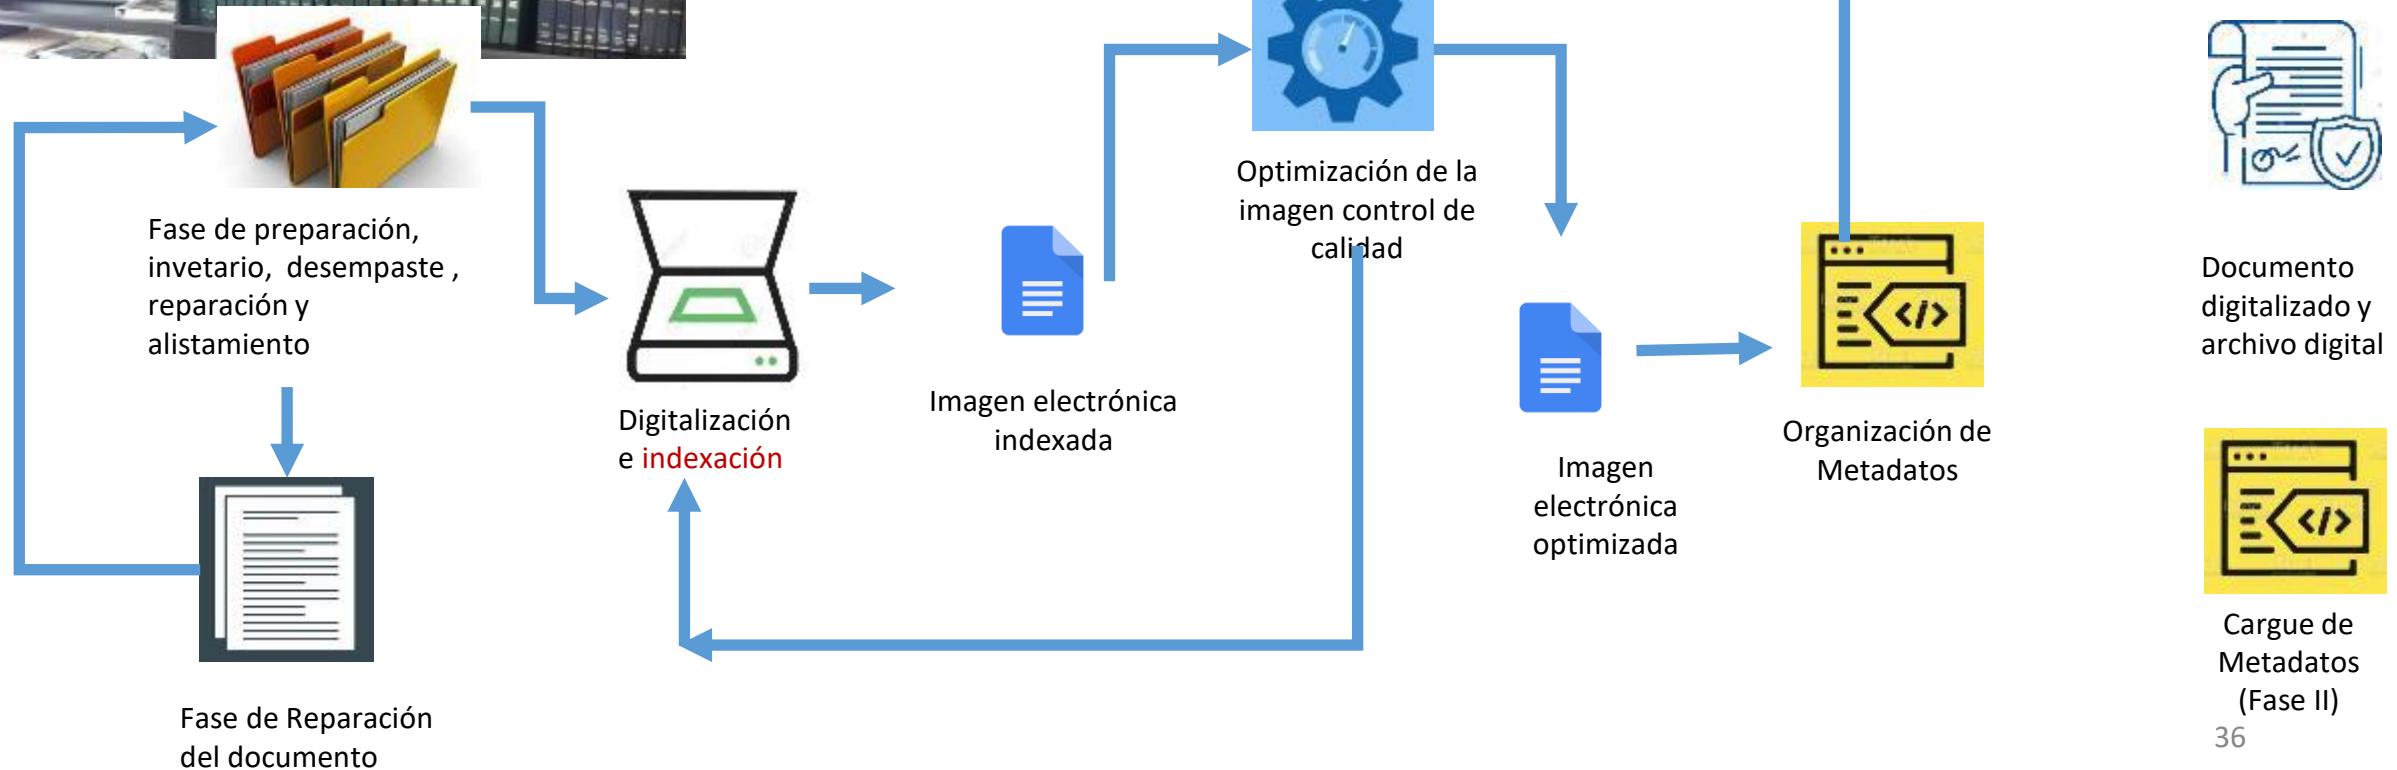 Fase de preparación,
invetario, desempaste ,
reparación y
alistamiento
Fase de Reparación
del documento
Digitalización
e indexación
Imagen electrónica
indexada
Optimización de la
imagen control de
calidad
Imagen
electrónica
optimizada
Organización de
Metadatos
Documento
digitalizado y
archivo digital
Cargue de
Metadatos
(Fase II)
36